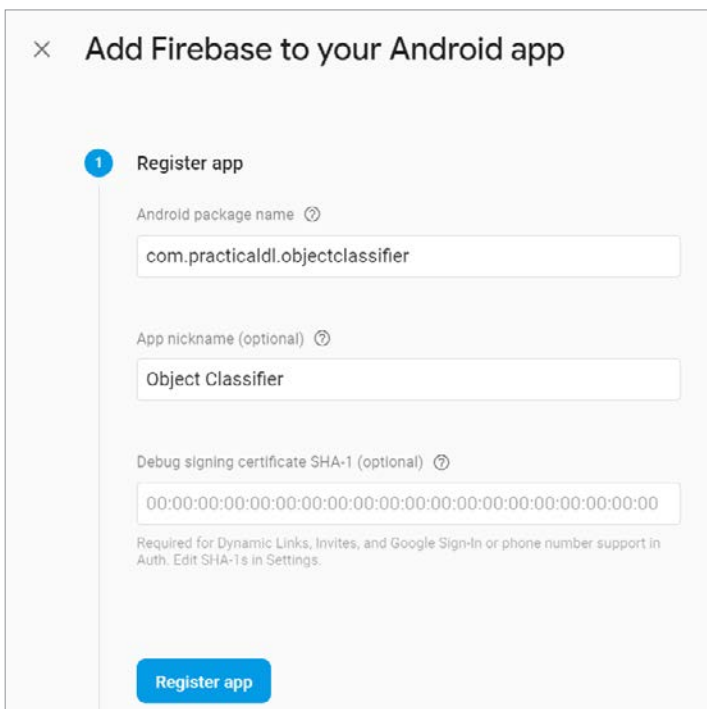 Add Firebase to your Android app
1 Register app
Android package name
com.practicaldl.objectclassifier
App nickname (optional)
Object Classifier
Debug signing certificate SHA-1 (optional)
00:00:00:00:00:00:00:00:00:00:00:00:00:00:00:00:00:00:00:00
Required for Dynamic Links, Invites, and Google Sign-In or phone number support in
Auth. Edit SHA-1s in Settings.
Register app